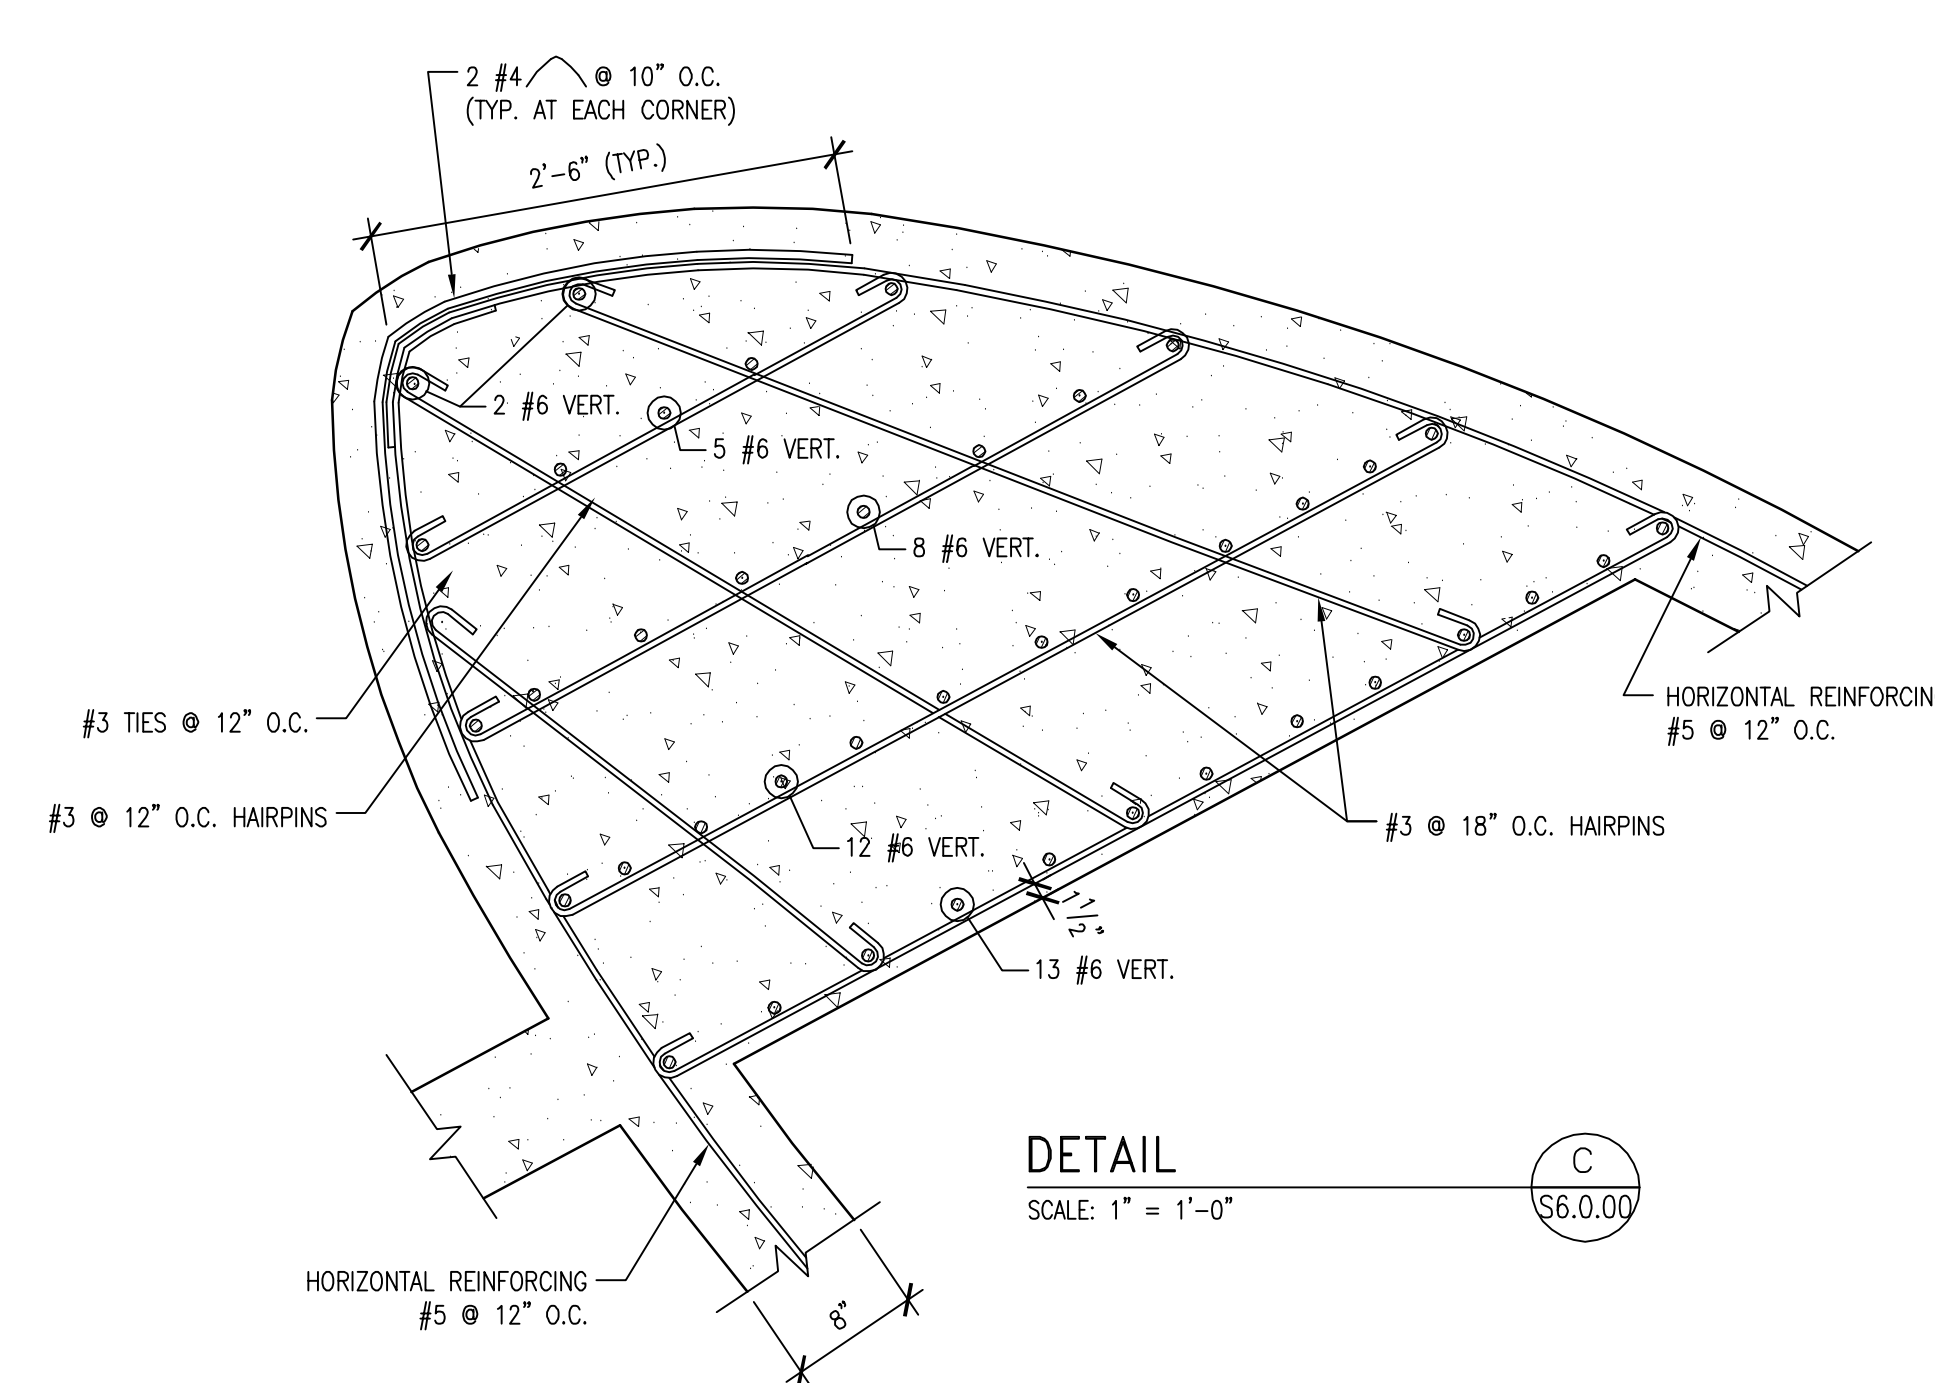 2 #4 @ 10" O.C.
(TYP. AT EACH CORNER)
2'-6" (TYP.)
2 #6 VERT.
5 #6 VERT.
8 #6 VERT.
#3 TIES @ 12" O.C.
HORIZONTAL REINFORCIN
#5 @ 12" O.C.
#3 @ 12" O.C. HAIRPINS
#3 @ 18" O.C. HAIRPINS
12 #6 VERT.
1 1/2"
13 #6 VERT.
DETAIL
SCALE: 1" = 1'-0"
C
S6.0.00
HORIZONTAL REINFORCING
#5 @ 12" O.C.
8"